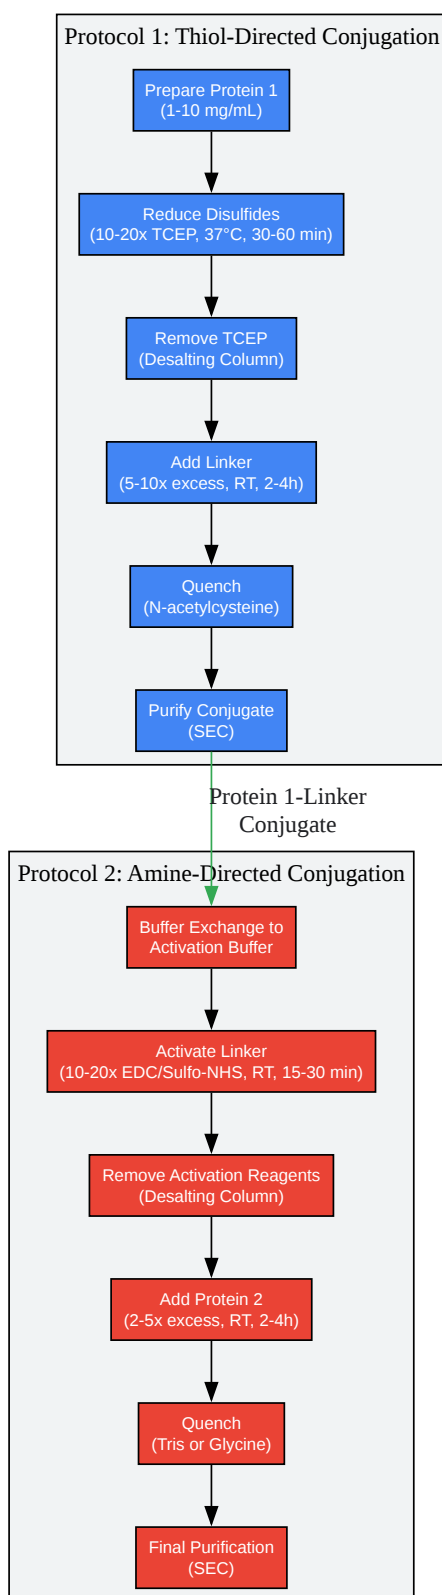 Protocol 1: Thiol-Directed Conjugation
Prepare Protein 1
(1-10 mg/mL)
Reduce Disulfides
(10-20x TCEP, 37°C, 30-60 min)
Remove TCEP
(Desalting Column)
Add Linker
(5-10x excess, RT, 2-4h)
Quench
(N-acetylcysteine)
Purify Conjugate
(SEC)
Protein 1-Linker
Conjugate
Protocol 2: Amine-Directed Conjugation
Buffer Exchange to
Activation Buffer
Activate Linker
(10-20x EDC/Sulfo-NHS, RT, 15-30 min)
Remove Activation Reagents
(Desalting Column)
Add Protein 2
(2-5x excess, RT, 2-4h)
Quench
(Tris or Glycine)
Final Purification
(SEC)